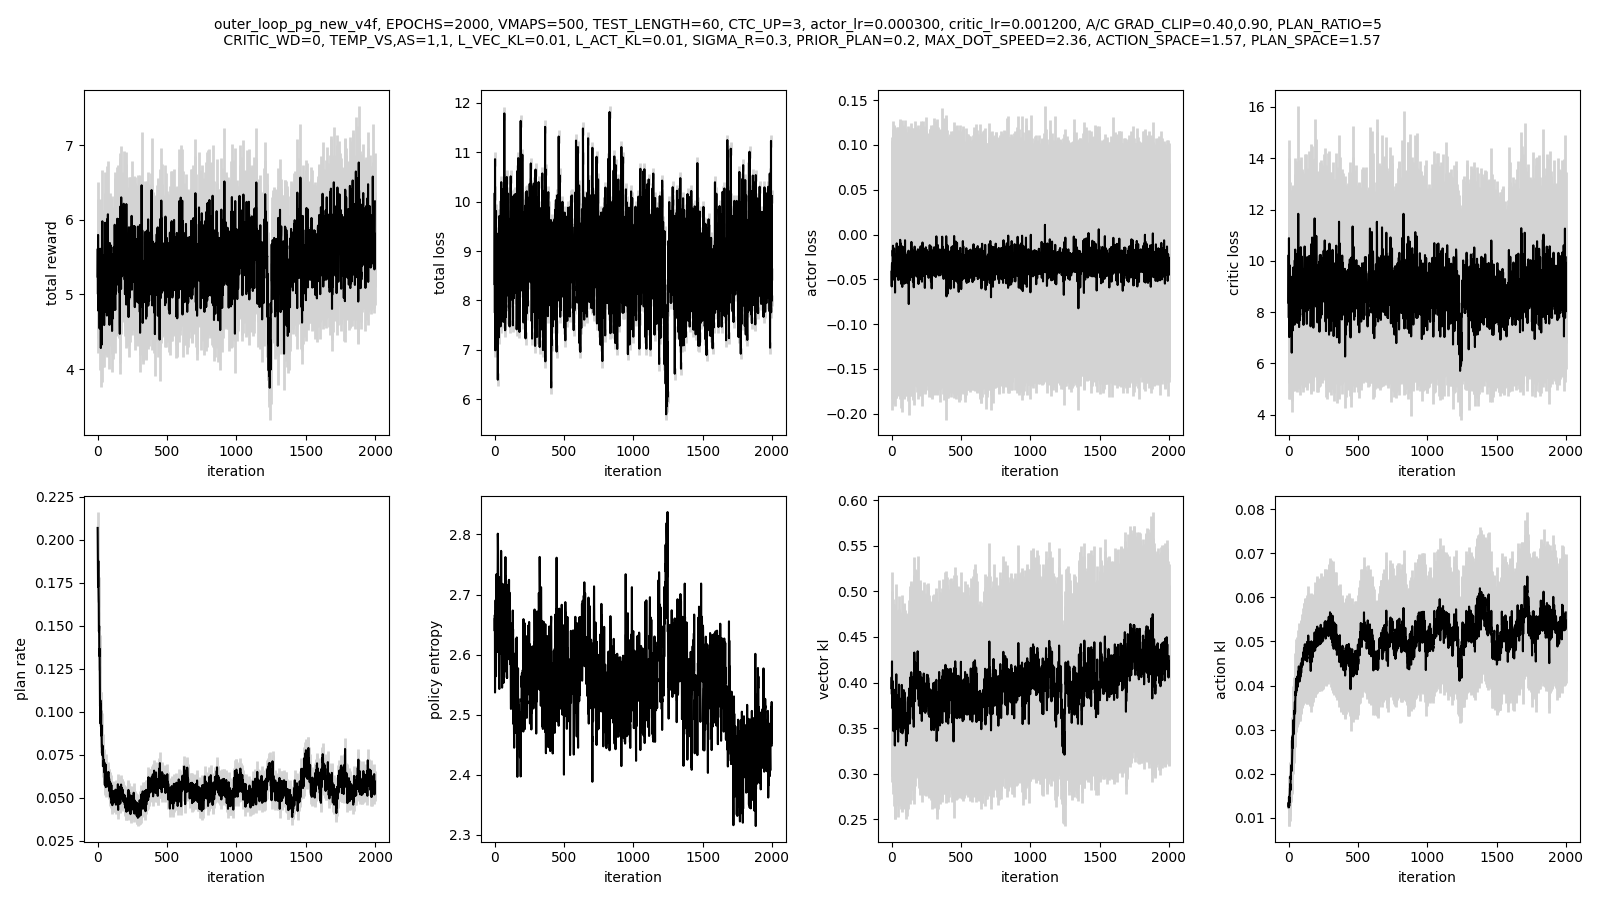 outer_loop_pg_new_v4f, EPOCHS=2000, VMAPS=500, TEST_LENGTH=60, CTC_UP=3, actor_lr=0.000300, critic_lr=0.001200, A/C GRAD_CLIP=0.40,0.90, PLAN_RATIO=5
CRITIC_WD=0, TEMP_VS,AS=1,1, L_VEC_KL=0.01, L_ACT_KL=0.01, SIGMA_R=0.3, PRIOR_PLAN=0.2, MAX_DOT_SPEED=2.36, ACTION_SPACE=1.57, PLAN_SPACE=1.57
total reward
7
6
5
4
0 500 1000 1500 2000
iteration
total loss
12
11
10
9
8
7
6
0 500 1000 1500 2000
iteration
actor loss
0.15
0.10
0.05
0.00
−0.05
−0.10
−0.15
−0.20
0 500 1000 1500 2000
iteration
critic loss
16
14
12
10
8
6
4
0 500 1000 1500 2000
iteration
plan rate
0.225
0.200
0.175
0.150
0.125
0.100
0.075
0.050
0.025
0 500 1000 1500 2000
iteration
policy entropy
2.8
2.7
2.6
2.5
2.4
2.3
0 500 1000 1500 2000
iteration
vector kl
0.60
0.55
0.50
0.45
0.40
0.35
0.30
0.25
0 500 1000 1500 2000
iteration
action kl
0.08
0.07
0.06
0.05
0.04
0.03
0.02
0.01
0 500 1000 1500 2000
iteration